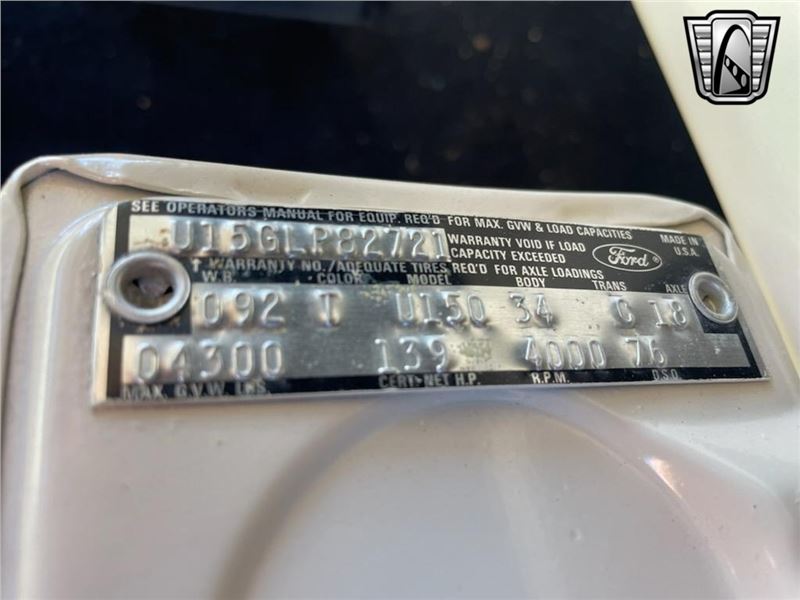 SEE OPERATORS MANUAL FOR EQUIP. REQ'D FOR MAX. GVW & LOAD CAPACITIES
U15GLP82721
WARRANTY VOID IF LOAD
CAPACITY EXCEEDED
Ford
MADE IN
U.S.A.
† WARRANTY NO./ADEQUATE TIRES REQ'D FOR AXLE LOADINGS
W.B. COLOR MODEL BODY TRANS AXLE
092 T U150 34 G 18
04300 139 4000 76
MAX. G.V.W. LBS. CERT. NET H.P. R.P.M. D.S.O.